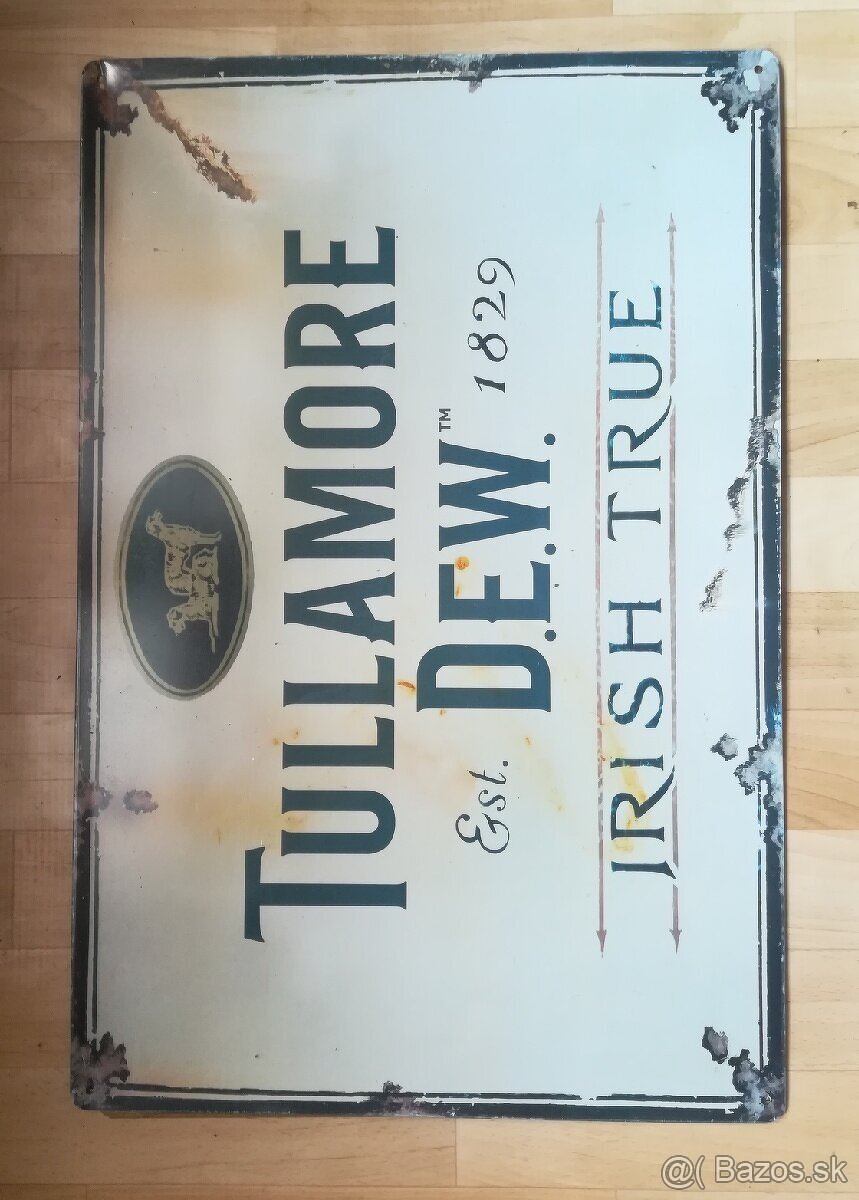 TULLAMORE
Est. D.E.W.™ 1829
IRISH TRUE
@( Bazos.sk